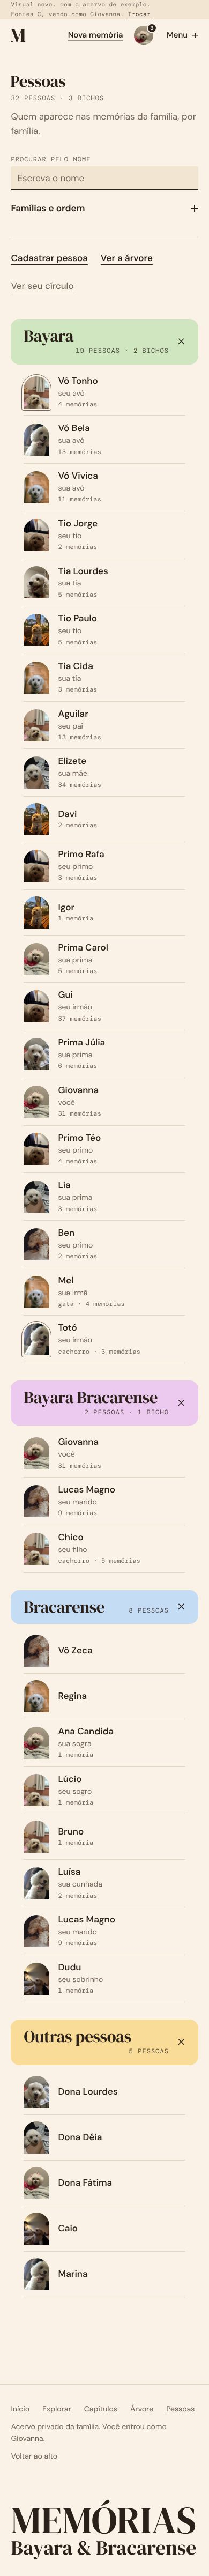 Visual novo, com o acervo de exemplo.
Fontes C, vendo como Giovanna. Trocar
M
Nova memória
3
Menu +
Pessoas
32 PESSOAS · 3 BICHOS
Quem aparece nas memórias da família, por
família.
PROCURAR PELO NOME
Escreva o nome
Famílias e ordem +
Cadastrar pessoa
Ver a árvore
Ver seu círculo
Bayara
19 PESSOAS · 2 BICHOS ×
Vô Tonho
seu avô
4 memórias
Vó Bela
sua avó
13 memórias
Vó Vivica
sua avó
11 memórias
Tio Jorge
seu tio
2 memórias
Tia Lourdes
sua tia
5 memórias
Tio Paulo
seu tio
5 memórias
Tia Cida
sua tia
3 memórias
Aguilar
seu pai
13 memórias
Elizete
sua mãe
34 memórias
Davi
2 memórias
Primo Rafa
seu primo
3 memórias
Igor
1 memória
Prima Carol
sua prima
5 memórias
Gui
seu irmão
37 memórias
Prima Júlia
sua prima
6 memórias
Giovanna
você
31 memórias
Primo Téo
seu primo
4 memórias
Lia
sua prima
3 memórias
Ben
seu primo
2 memórias
Mel
sua irmã
gata · 4 memórias
Totó
seu irmão
cachorro · 3 memórias
Bayara Bracarense
2 PESSOAS · 1 BICHO ×
Giovanna
você
31 memórias
Lucas Magno
seu marido
9 memórias
Chico
seu filho
cachorro · 5 memórias
Bracarense
8 PESSOAS ×
Vô Zeca
Regina
Ana Candida
sua sogra
1 memória
Lúcio
seu sogro
1 memória
Bruno
1 memória
Luísa
sua cunhada
2 memórias
Lucas Magno
seu marido
9 memórias
Dudu
seu sobrinho
1 memória
Outras pessoas
5 PESSOAS ×
Dona Lourdes
Dona Déia
Dona Fátima
Caio
Marina
Início Explorar Capítulos Árvore Pessoas
Acervo privado da família. Você entrou como
Giovanna.
Voltar ao alto
MEMÓRIAS
Bayara & Bracarense